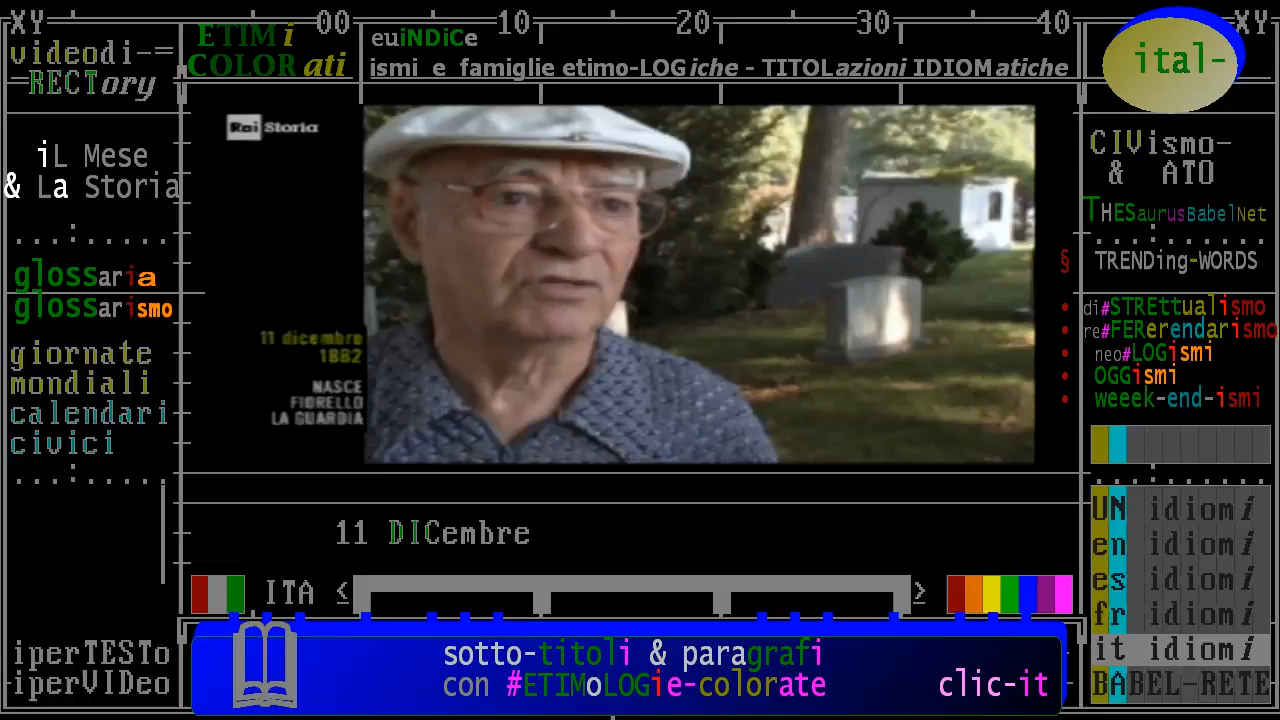 XY 00 10 20 30 40 XY
videodi-=
=RECTory
ETIMi
COLORati
euiNDiCe
ismi e famiglie etimo-LOGiche - TITOLazioni IDIOMatiche
ital-
iL Mese
& La Storia
...:.....
glossaria
glossarismo
giornate
mondiali
calendari
civici
...:.....
iperTESTo
-iperVIDeo
Rai Storia
11 dicembre
1882
NASCE
FIORELLO
LA GUARDIA
11 DICembre
ITA < >
sotto-titoli & paragrafi
con #ETIMoLOGie-colorate clic-it
CIVismo-
& ATO
THESaurusBabelNet
...:.....
§ TRENDing-WORDS
• di#STREttualismo
• re#FERerendarismo
• neo#LOGismi
• OGGismi
• weeek-end-ismi
...:.....
UN idiomi
en idiomi
es idiomi
fr idiomi
it idiomi
BABEL-RETE